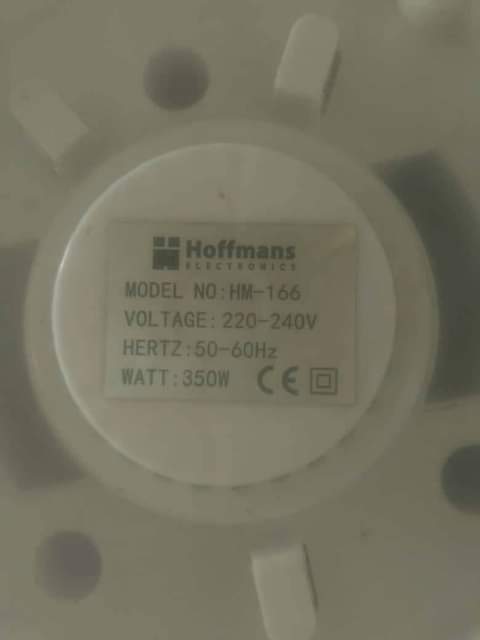 Hoffmans
ELECTRONICS
MODEL NO:HM-166
VOLTAGE:220-240V
HERTZ:50-60Hz
WATT:350W CE